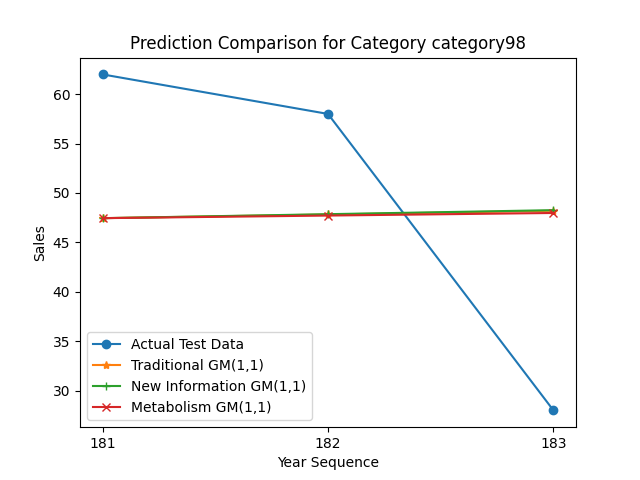 Prediction Comparison for Category category98
Sales
60
55
50
45
40
35
30
Actual Test Data
Traditional GM(1,1)
New Information GM(1,1)
Metabolism GM(1,1)
181
182
183
Year Sequence